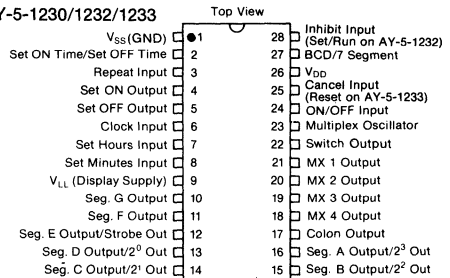 Y-5-1230/1232/1233
Top View
VSS(GND) 1
Set ON Time/Set OFF Time 2
Repeat Input 3
Set ON Output 4
Set OFF Output 5
Clock Input 6
Set Hours Input 7
Set Minutes Input 8
VLL (Display Supply) 9
Seg. G Output 10
Seg. F Output 11
Seg. E Output/Strobe Out 12
Seg. D Output/2⁰ Out 13
Seg. C Output/2¹ Out 14
28 Inhibit Input
(Set/Run on AY-5-1232)
27 BCD/7 Segment
26 VDD
25 Cancel Input
(Reset on AY-5-1233)
24 ON/OFF Input
23 Multiplex Oscillator
22 Switch Output
21 MX 1 Output
20 MX 2 Output
19 MX 3 Output
18 MX 4 Output
17 Colon Output
16 Seg. A Output/2³ Out
15 Seg. B Output/2² Out